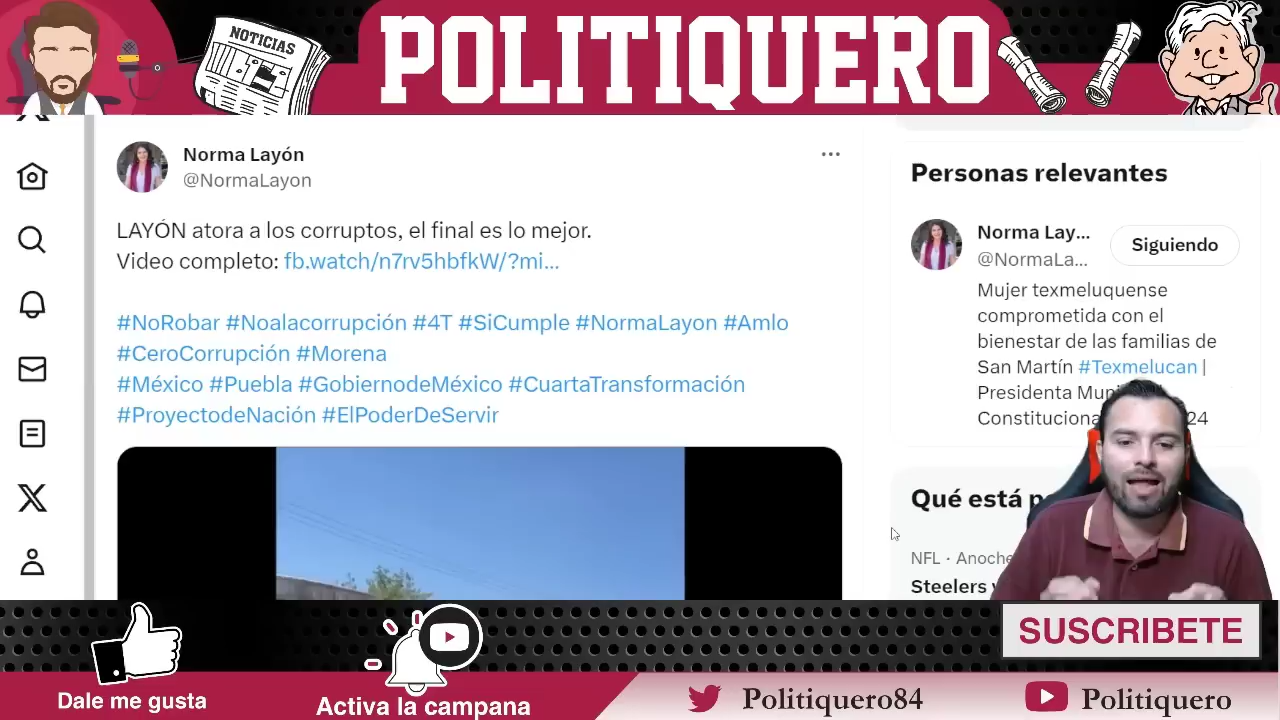 NOTICIAS
POLITIQUERO
Norma Layón
@NormaLayon
LAYÓN atora a los corruptos, el final es lo mejor.
Video completo: fb.watch/n7rv5hbfkW/?mi...
#NoRobar #Noalacorrupción #4T #SiCumple #NormaLayon #Amlo
#CeroCorrupción #Morena
#México #Puebla #GobiernodeMéxico #CuartaTransformación
#ProyectodeNación #ElPoderDeServir
Personas relevantes
Norma Lay...
@NormaLa...
Siguiendo
Mujer texmeluquense
comprometida con el
bienestar de las familias de
San Martín #Texmelucan |
Presidenta
24
Qué está
NFL · Anoche
Steelers
SUSCRIBETE
Dale me gusta
Activa la campana
Politiquero84
Politiquero